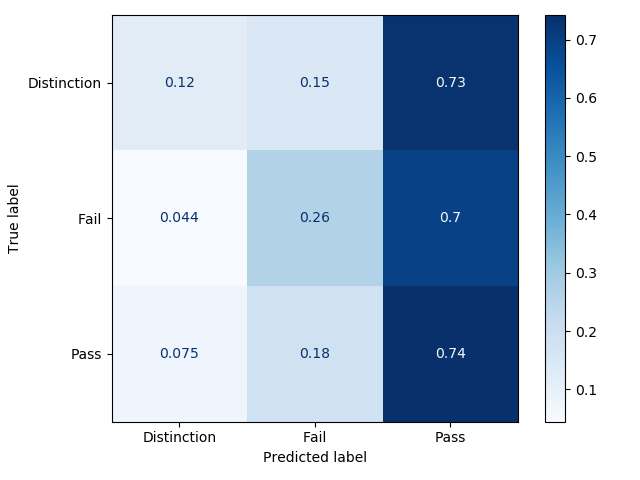 Distinction 0.12 0.15 0.73
Fail 0.044 0.26 0.7
Pass 0.075 0.18 0.74
Distinction Fail Pass
Predicted label
True label
0.7
0.6
0.5
0.4
0.3
0.2
0.1